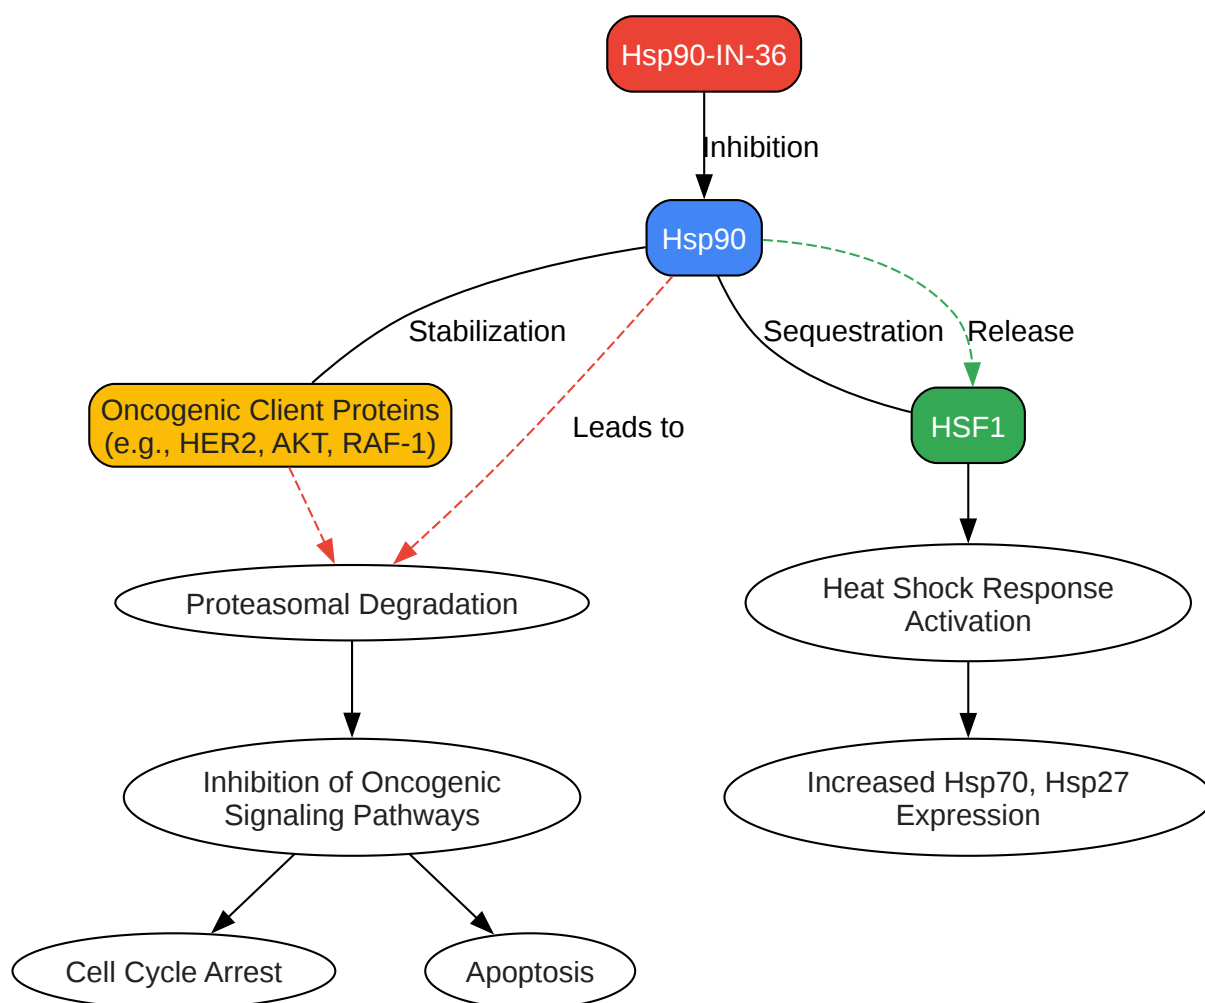 Hsp90-IN-36
Inhibition
Hsp90
Stabilization
Sequestration
Release
Oncogenic Client Proteins
(e.g., HER2, AKT, RAF-1)
Leads to
HSF1
Proteasomal Degradation
Heat Shock Response
Activation
Inhibition of Oncogenic
Signaling Pathways
Increased Hsp70, Hsp27
Expression
Cell Cycle Arrest
Apoptosis